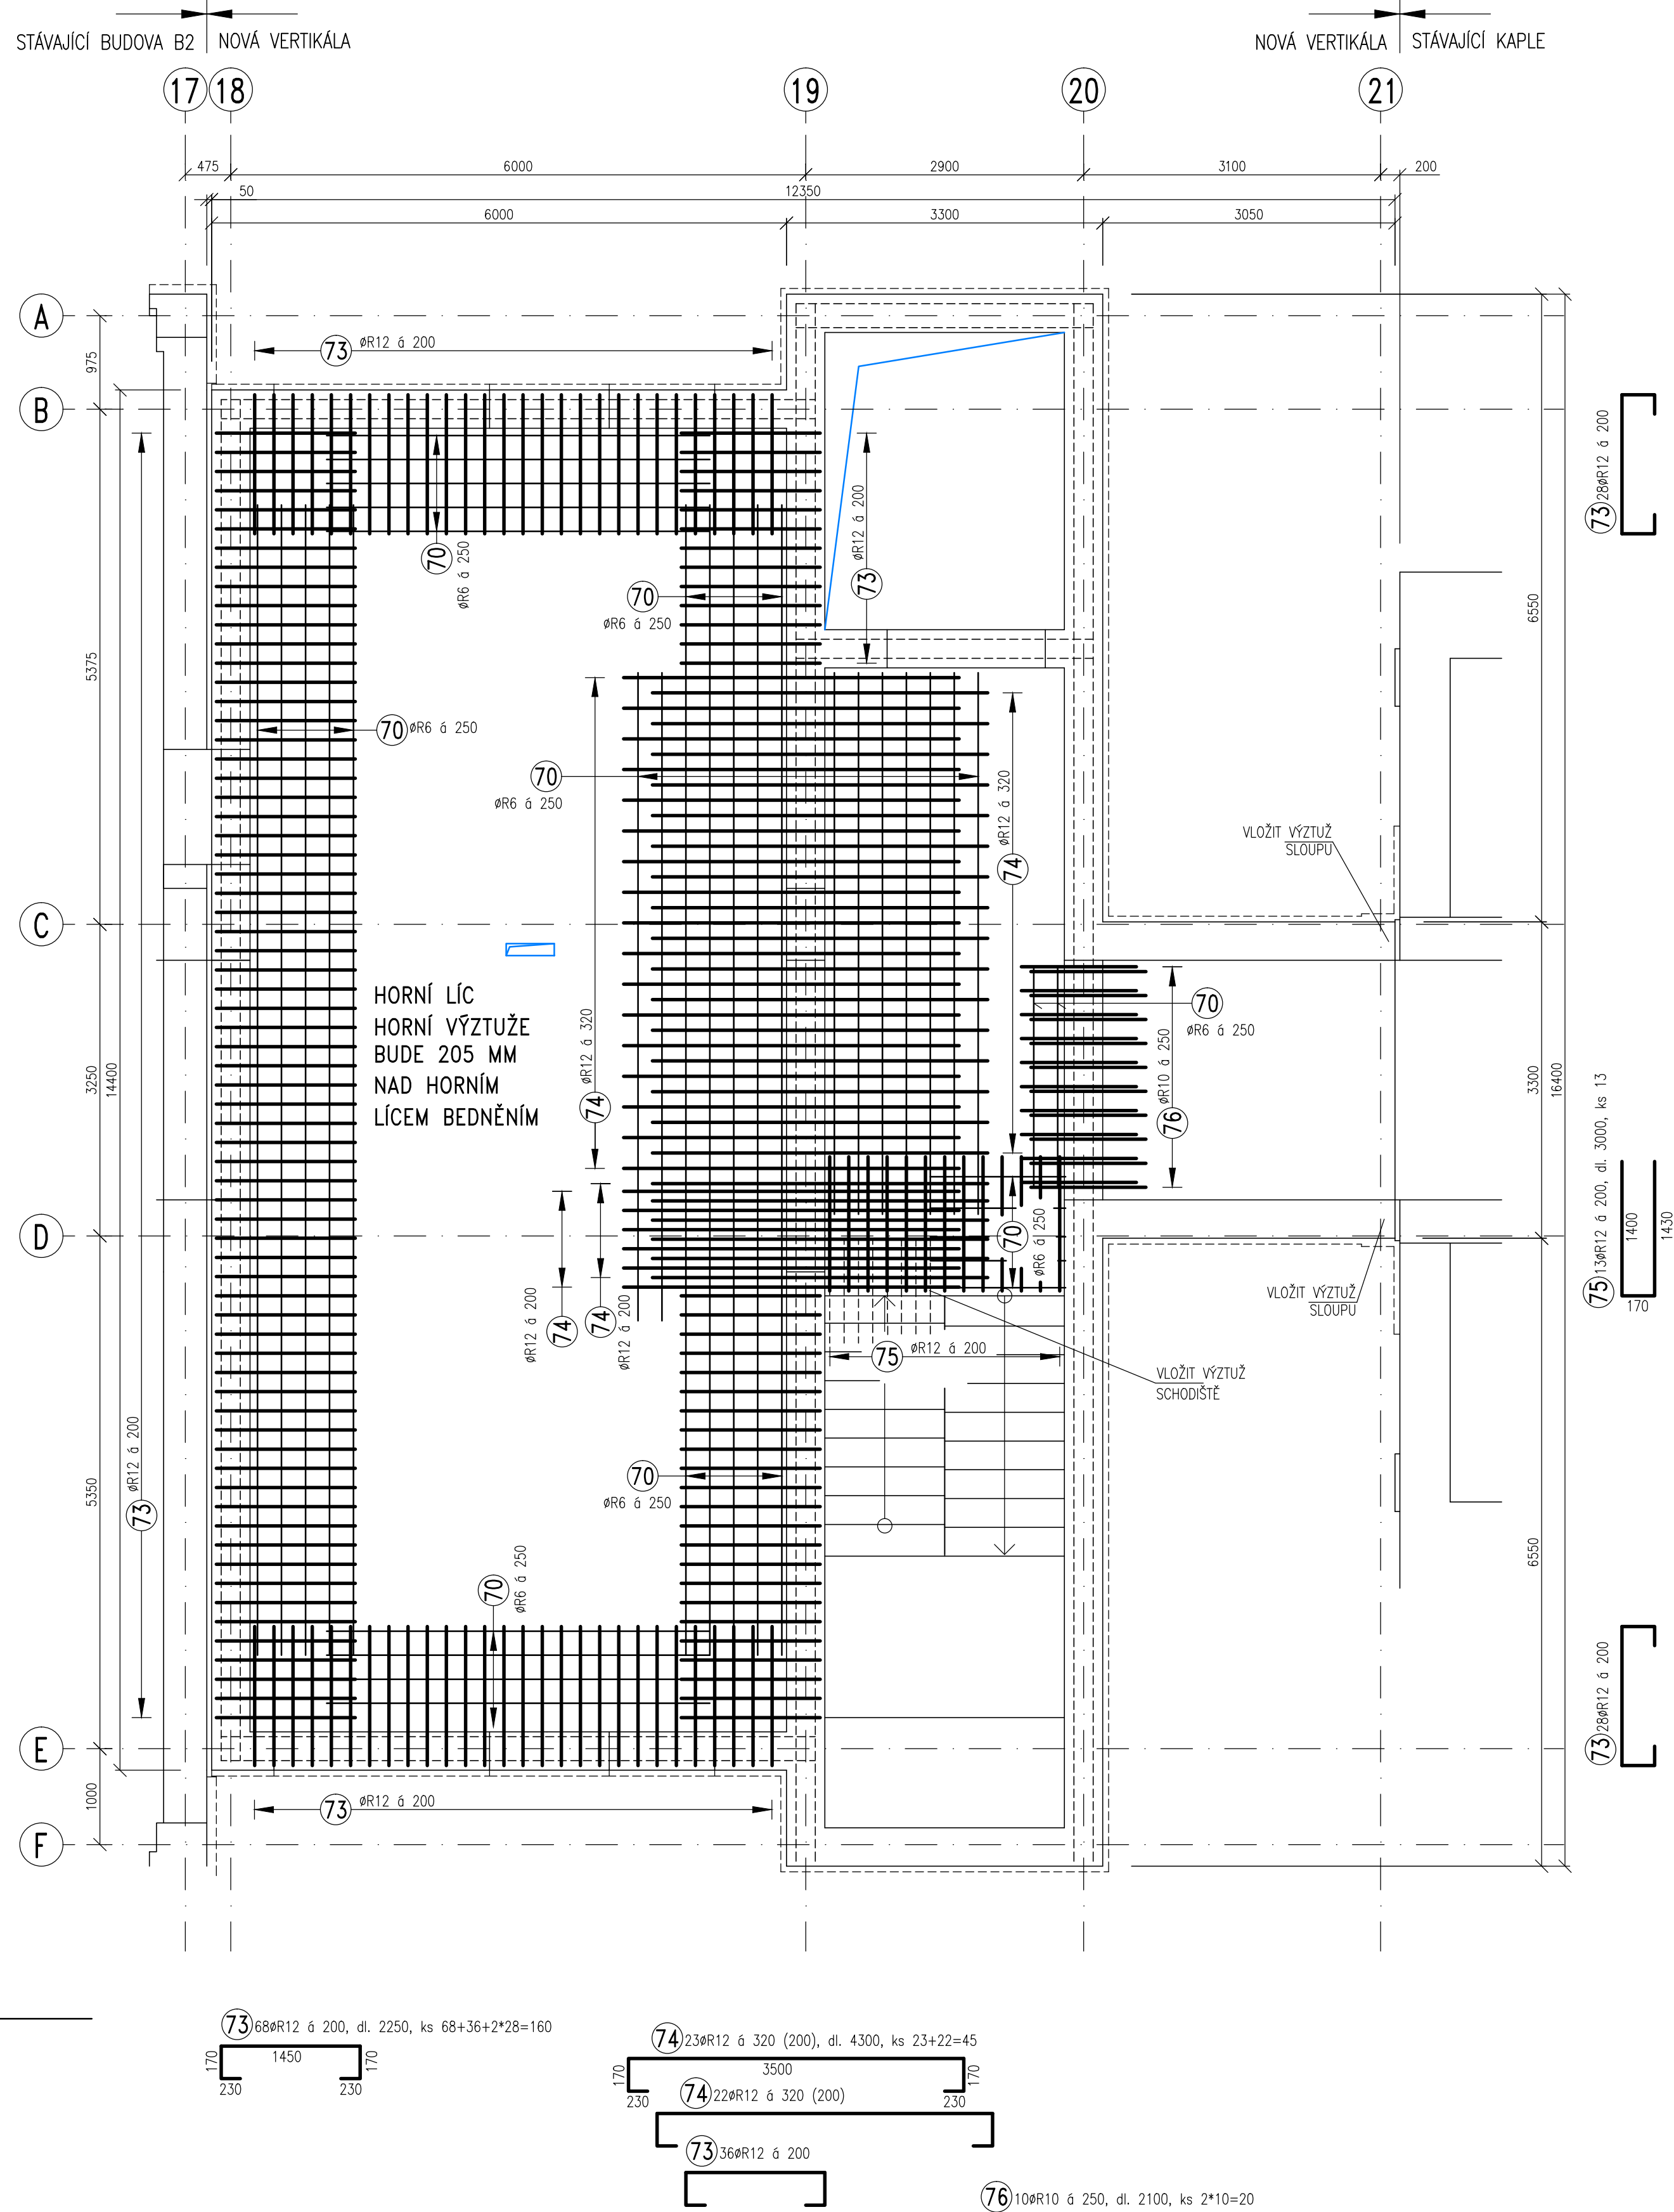 STÁVAJÍCÍ BUDOVA B2
NOVÁ VERTIKÁLA
NOVÁ VERTIKÁLA
STÁVAJÍCÍ KAPLE
17
18
19
20
21
475
6000
2900
3100
200
50
12350
6000
3300
3050
A
B
C
D
E
F
975
5375
3250
14400
5350
1000
73 øR12 á 200
73 øR12 á 200
70 øR6 á 250
70
øR6 á 250
73 øR12 á 200
70 øR6 á 250
70
øR6 á 250
74 øR12 á 320
74 øR12 á 320
HORNÍ LÍC
HORNÍ VÝZTUŽE
BUDE 205 MM
NAD HORNÍM
LÍCEM BEDNĚNÍM
VLOŽIT VÝZTUŽ
SLOUPU
70
øR6 á 250
76 øR10 á 250
70 øR6 á 250
74 øR12 á 200
74 øR12 á 200
VLOŽIT VÝZTUŽ
SLOUPU
75 øR12 á 200
VLOŽIT VÝZTUŽ
SCHODIŠTĚ
70
øR6 á 250
70 øR6 á 250
73 øR12 á 200
6550
3300
16400
6550
73 28øR12 á 200
75 13øR12 á 200, dl. 3000, ks 13
1400
1430
170
73 28øR12 á 200
73 68øR12 á 200, dl. 2250, ks 68+36+2*28=160
170
1450
170
230
230
74 23øR12 á 320 (200), dl. 4300, ks 23+22=45
170
3500
170
230
230
74 22øR12 á 320 (200)
73 36øR12 á 200
76 10øR10 á 250, dl. 2100, ks 2*10=20